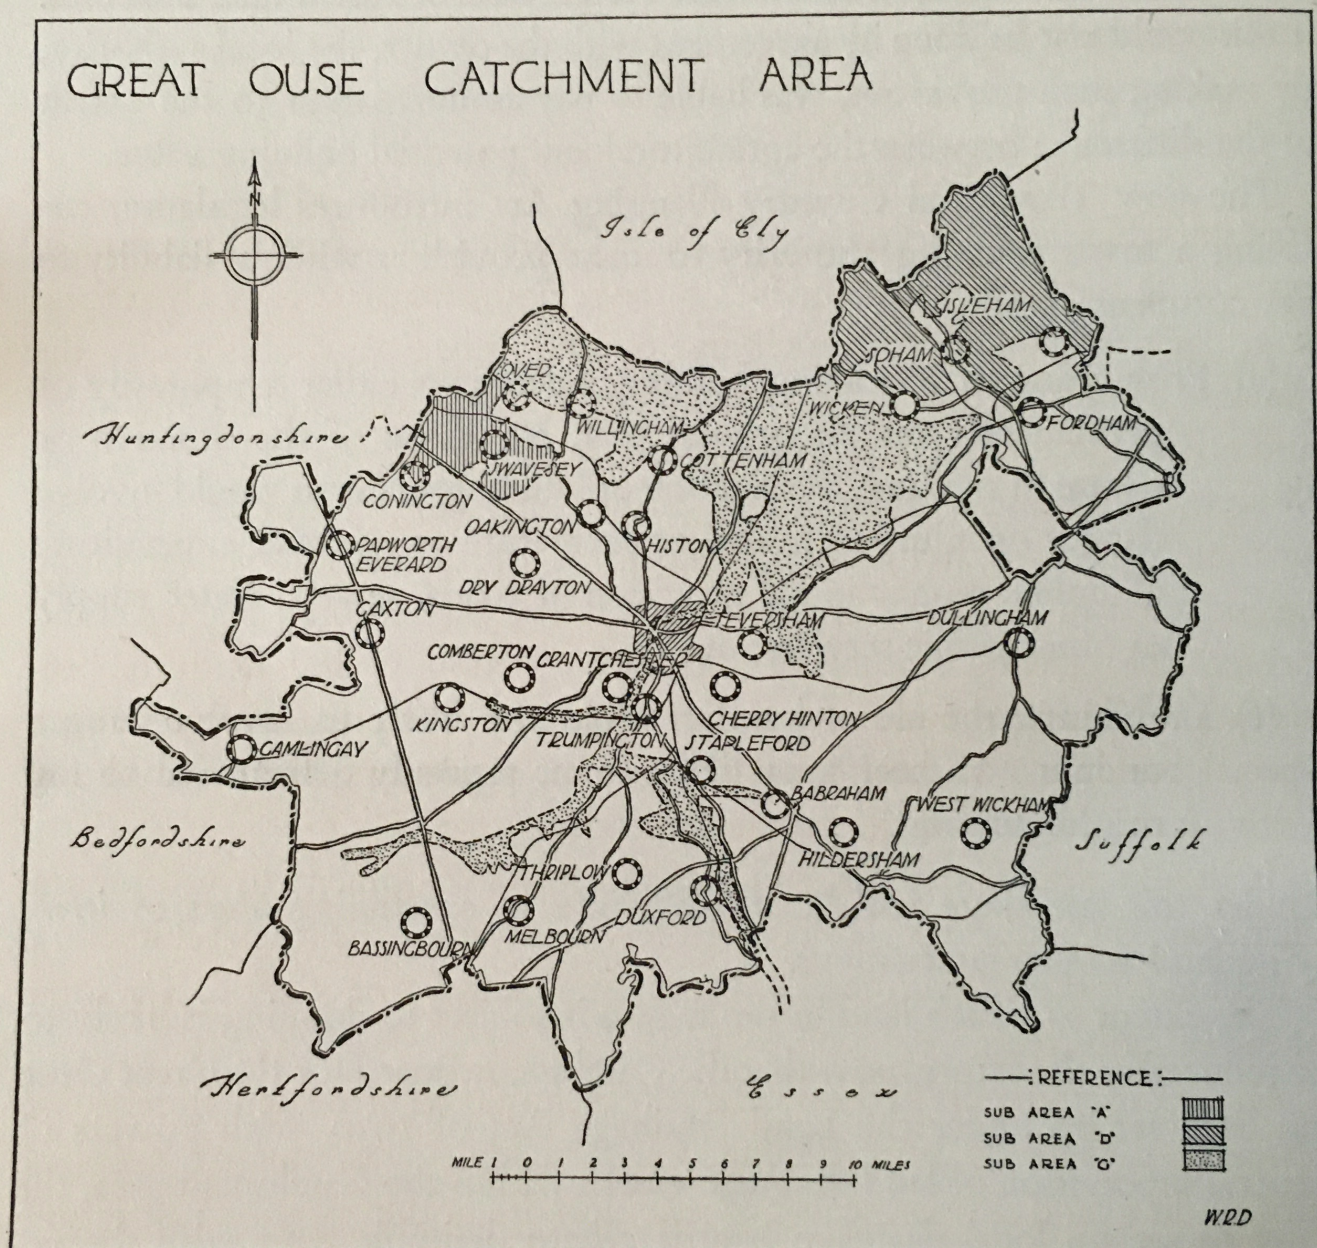 GREAT OUSE CATCHMENT AREA
N
Isle of Ely
ISLEHAM
SOHAM
OVER
WICKEN
FORDHAM
Huntingdonshire
WILLINGHAM
COTTENHAM
SWAVESEY
CONINGTON
OAKINGTON
HISTON
PAPWORTH
EVERARD
DRY DRAYTON
CAXTON
TEVERSHAM
DULLINGHAM
COMBERTON
GRANTCHESTER
KINGSTON
CHERRY HINTON
TRUMPINGTON
STAPLEFORD
GAMLINGAY
BABRAHAM
WEST WICKHAM
Bedfordshire
Suffolk
HILDERSHAM
THRIPLOW
DUXFORD
MELBOURN
BASSINGBOURN
Hertfordshire
Essex
REFERENCE:
SUB AREA "A"
SUB AREA "D"
SUB AREA "G"
MILE 1 0 1 2 3 4 5 6 7 8 9 10 MILES
W.R.D